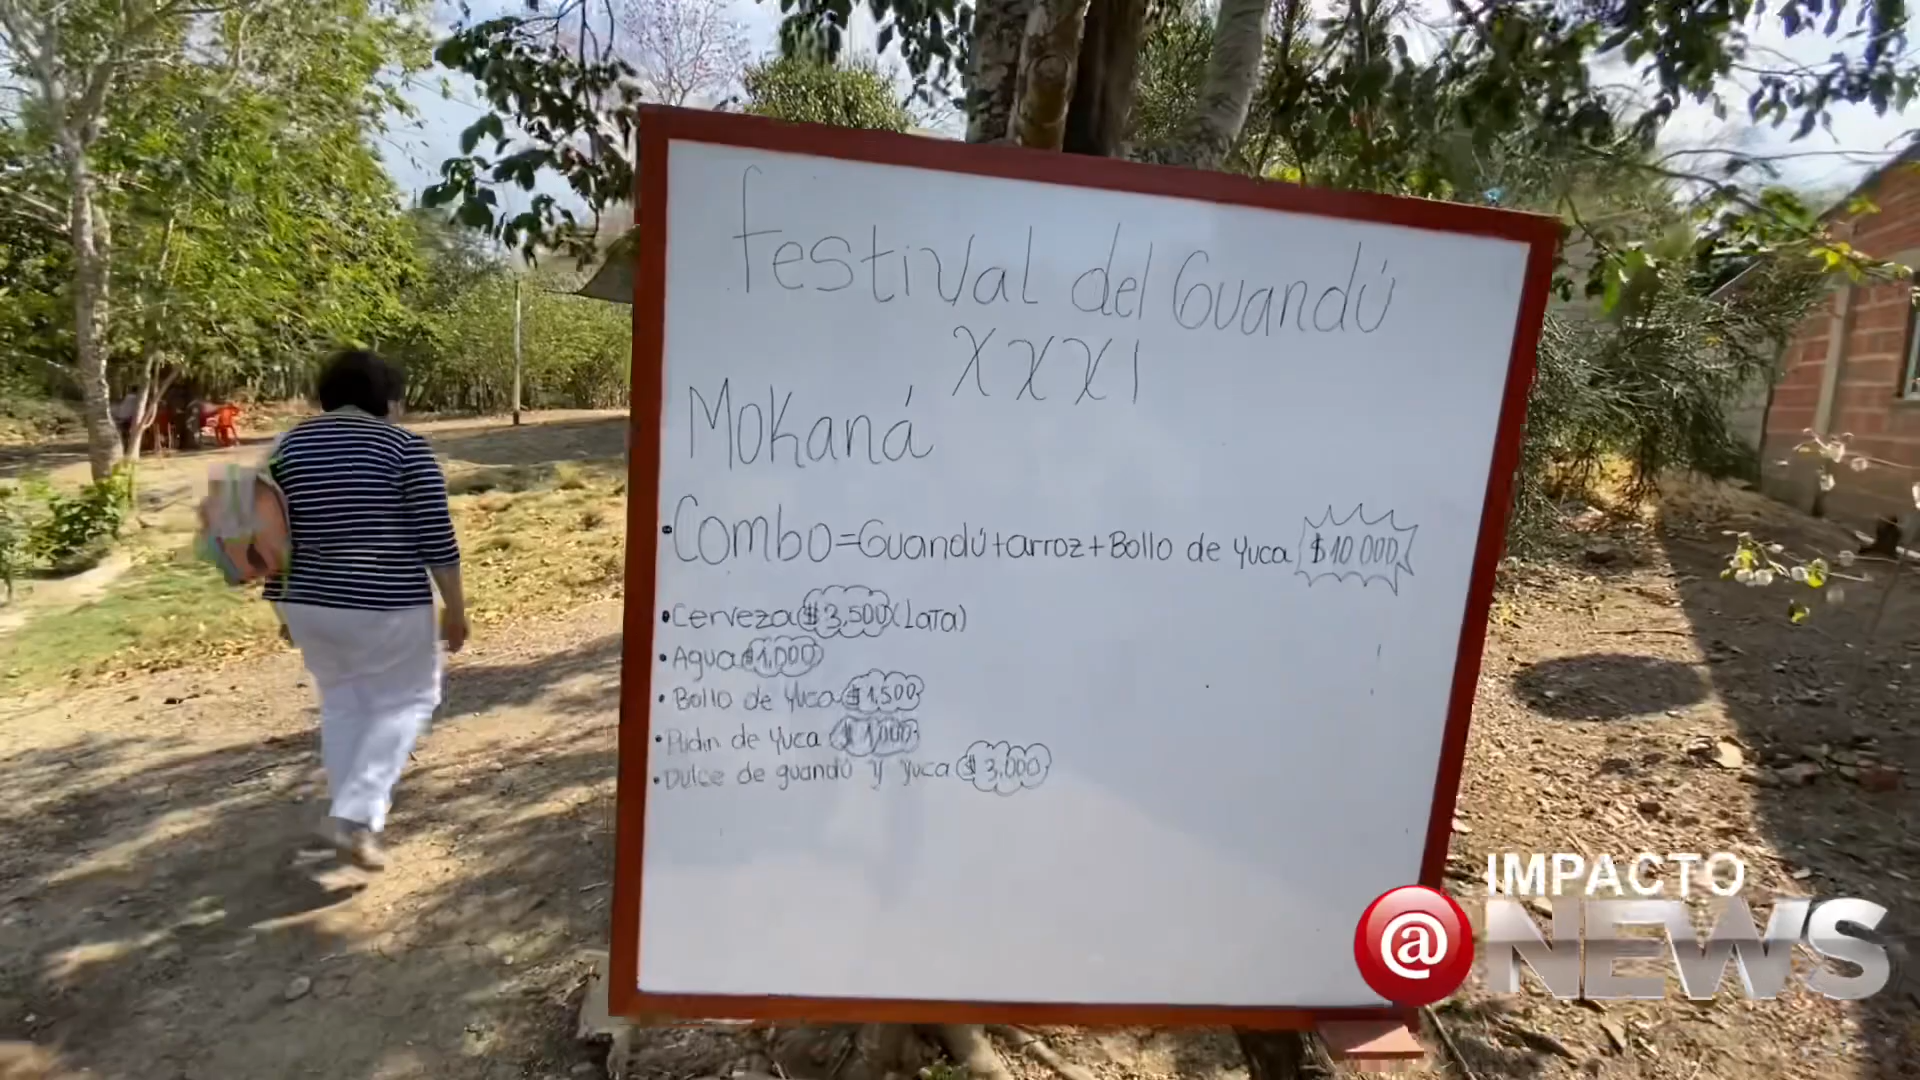 Festival del Guandú
XXXI
Mokaná
•Combo=Guandú+arroz+Bollo de Yuca $10 000
•Cerveza $3,500 (Lata)
•Agua $1,000
•Bollo de Yuca $1,500
•Pudin de Yuca $1,000
•Dulce de guandú y yuca $3,000
IMPACTO
@NEWS